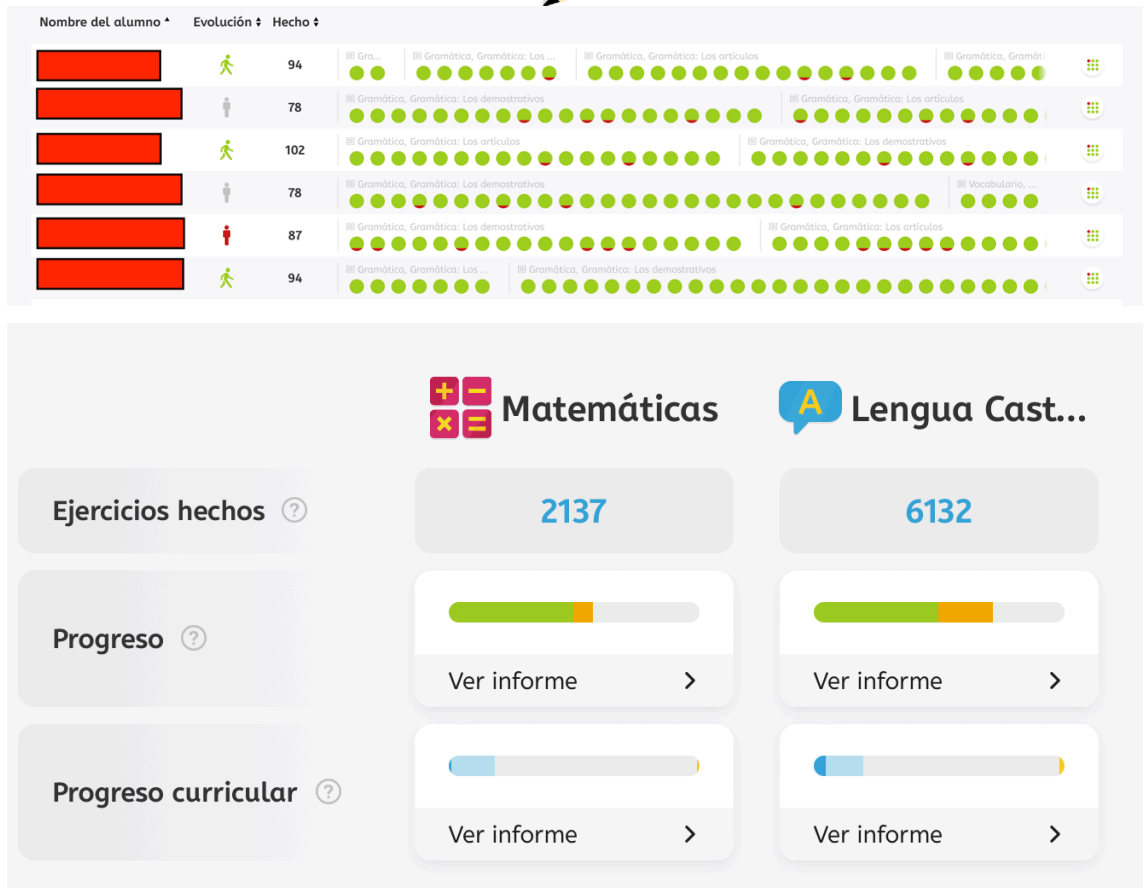 Nombre del alumno Evolución Hecho
Gra... Gramática, Gramática: Los ... Gramática, Gramática: Los artículos Gramática, Gramáti
94
Gramática, Gramática: Los demostrativos Gramática, Gramática: Los artículos
78
Gramática, Gramática: Los artículos Gramática, Gramática: Los demostrativos
102
Gramática, Gramática: Los demostrativos Vocabulario, ...
78
Gramática, Gramática: Los demostrativos Gramática, Gramática: Los artículos
87
Gramática, Gramática: Los ... Gramática, Gramática: Los demostrativos
94
Matemáticas A Lengua Cast...
Ejercicios hechos ? 2137 6132
Progreso ?
Ver informe Ver informe
Progreso curricular ?
Ver informe Ver informe